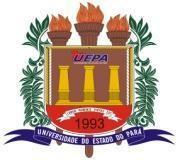 UEPA
1993
UNIVERSIDADE DO ESTADO DO PARÁ